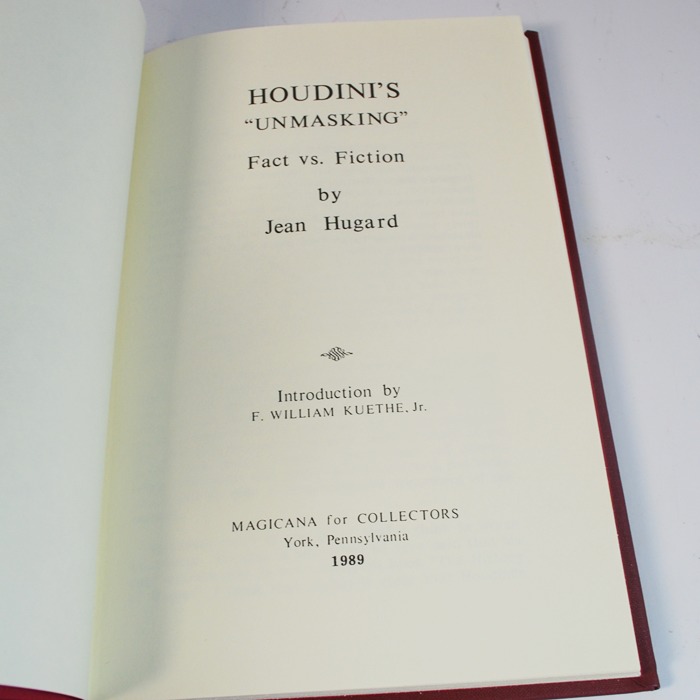 HOUDINI'S
“UNMASKING”
Fact vs. Fiction
by
Jean Hugard
Introduction by
F. WILLIAM KUETHE, Jr.
MAGICANA for COLLECTORS
York, Pennsylvania
1989